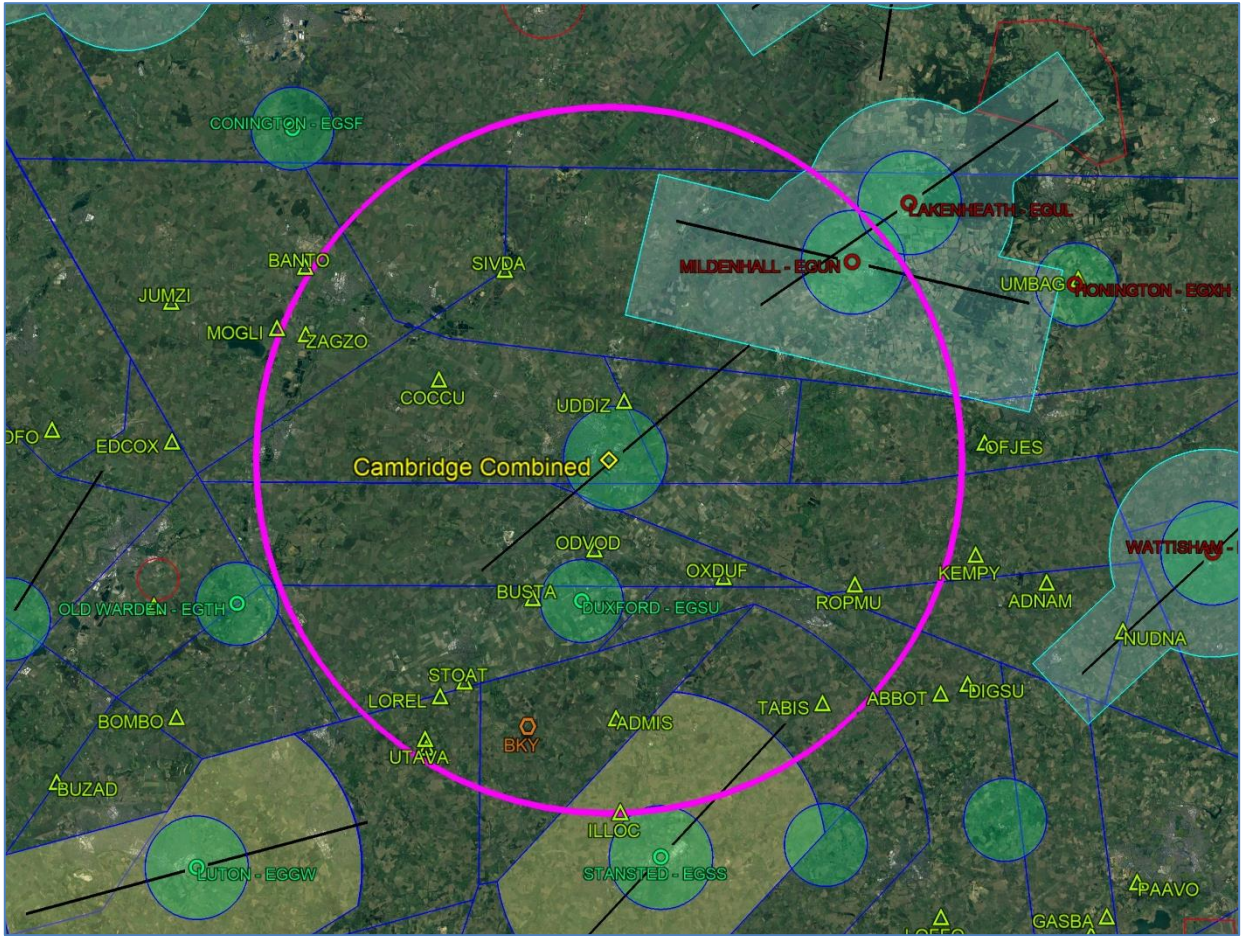 CONINGTON - EGSF
LAKENHEATH - EGUL
BANTO
SIVDA
MILDENHALL - EGUN
UMBAG
HONINGTON - EGXH
JUMZI
MOGLI
ZAGZO
COCCU
UDDIZ
OFO
EDCOX
OFJES
Cambridge Combined
ODVOD
WATTISHAM -
OXDUF
KEMPY
OLD WARDEN - EGTH
BUSTA
DUXFORD - EGSU
ROPMU
ADNAM
NUDNA
STOAT
LOREL
ABBOT
DIGSU
TABIS
BOMBO
ADMIS
BKY
UTAVA
BUZAD
ILLOC
LUTON - EGGW
STANSTED - EGSS
PAAVO
GASBA